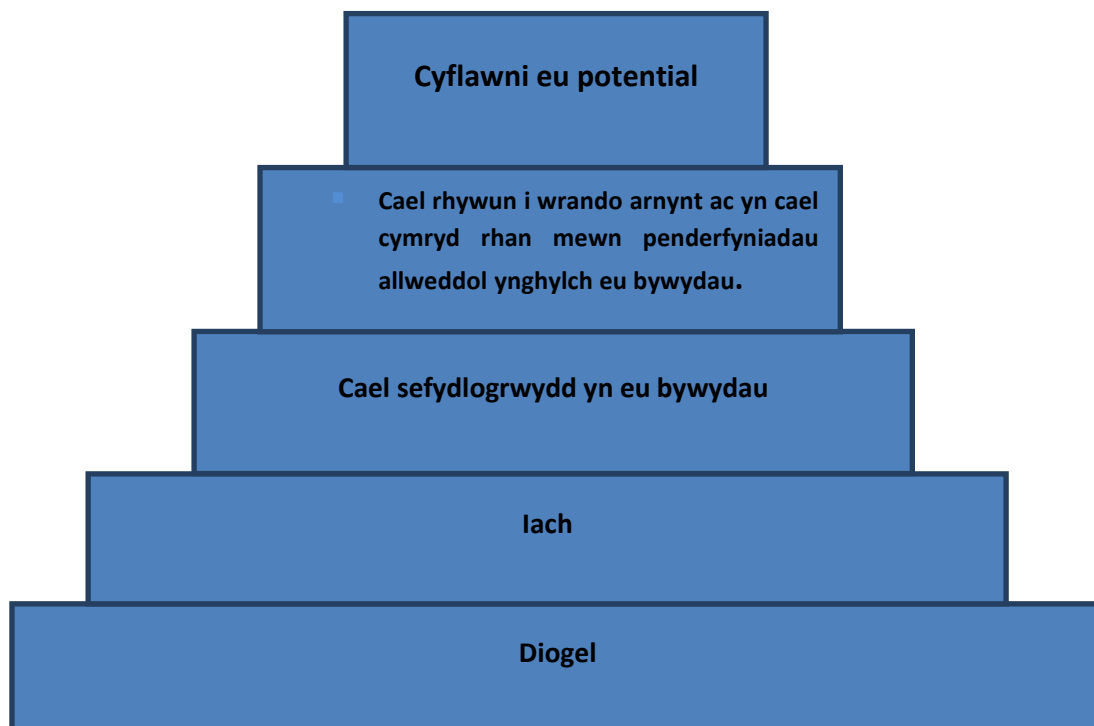 Cyflawni eu potential
▪ Cael rhywun i wrando arnynt ac yn cael
cymryd rhan mewn penderfyniadau
allweddol ynghylch eu bywydau.
Cael sefydlogrwydd yn eu bywydau
Iach
Diogel